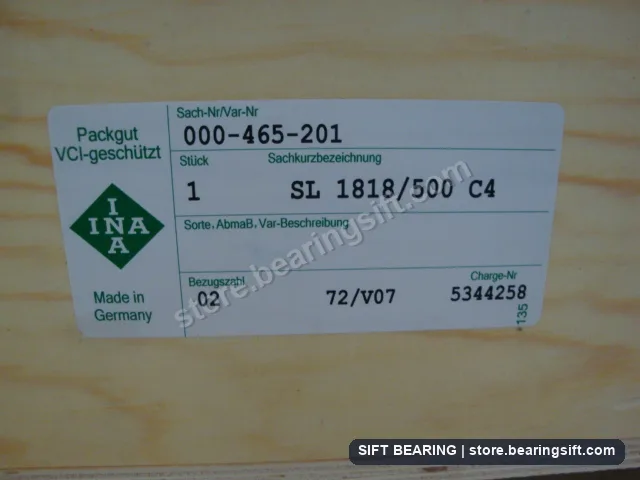 Packgut
VCI-geschützt
INA
INA
Made in
Germany
Sach-Nr/Var-Nr
000-465-201
Stück
Sachkurzbezeichnung
1 SL 1818/500 C4
Sorte, Abmaß, Var-Beschreibung
Bezugszahl
Charge-Nr
02 72/V07 5344258
*135
store.bearingsift.com
SIFT BEARING | store.bearingsift.com